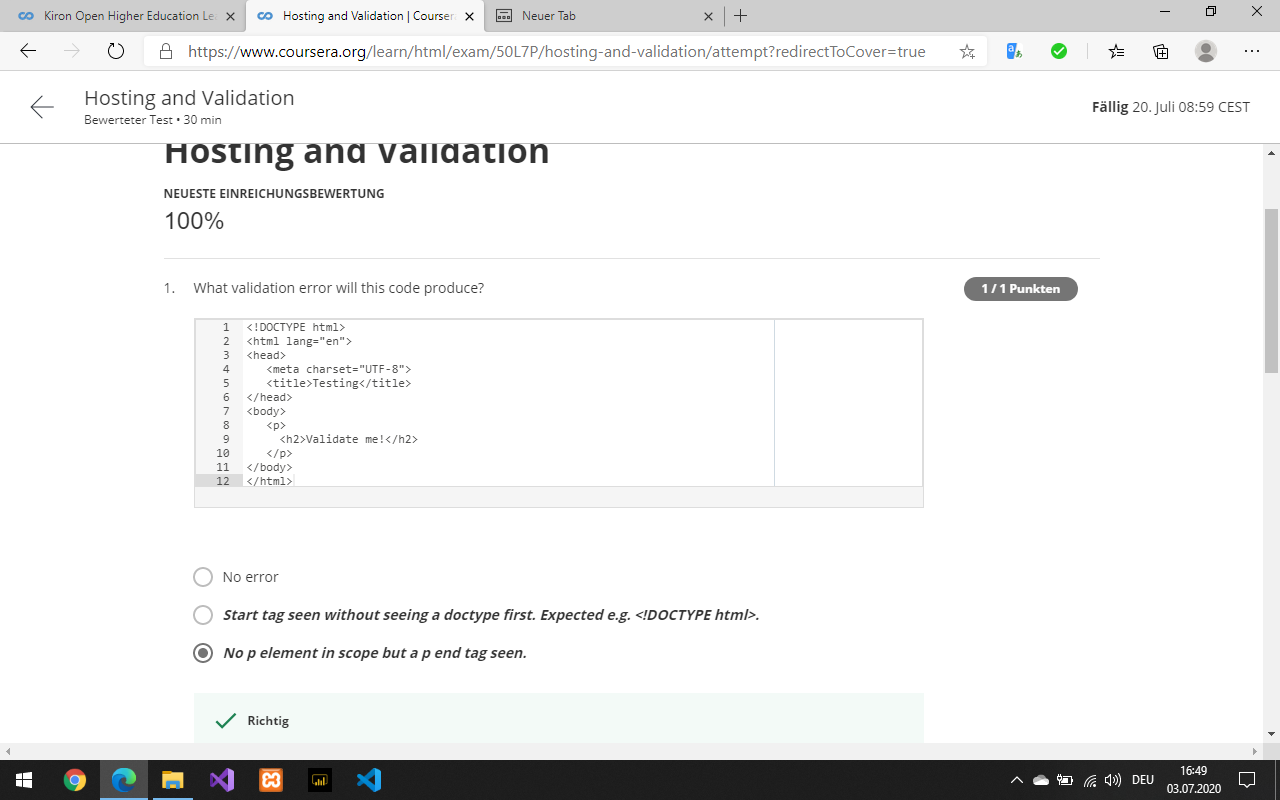 Kiron Open Higher Education Le
Hosting and Validation | Courser
Neuer Tab
https://www.coursera.org/learn/html/exam/50L7P/hosting-and-validation/attempt?redirectToCover=true
Hosting and Validation
Bewerteter Test • 30 min
Fällig 20. Juli 08:59 CEST
Hosting and Validation
NEUESTE EINREICHUNGSBEWERTUNG
100%
1. What validation error will this code produce?
1 / 1 Punkten
1 <!DOCTYPE html>
2 <html lang="en">
3 <head>
4 <meta charset="UTF-8">
5 <title>Testing</title>
6 </head>
7 <body>
8 <p>
9 <h2>Validate me!</h2>
10 </p>
11 </body>
12 </html>
No error
Start tag seen without seeing a doctype first. Expected e.g. <!DOCTYPE html>.
No p element in scope but a p end tag seen.
Richtig
DEU
16:49
03.07.2020